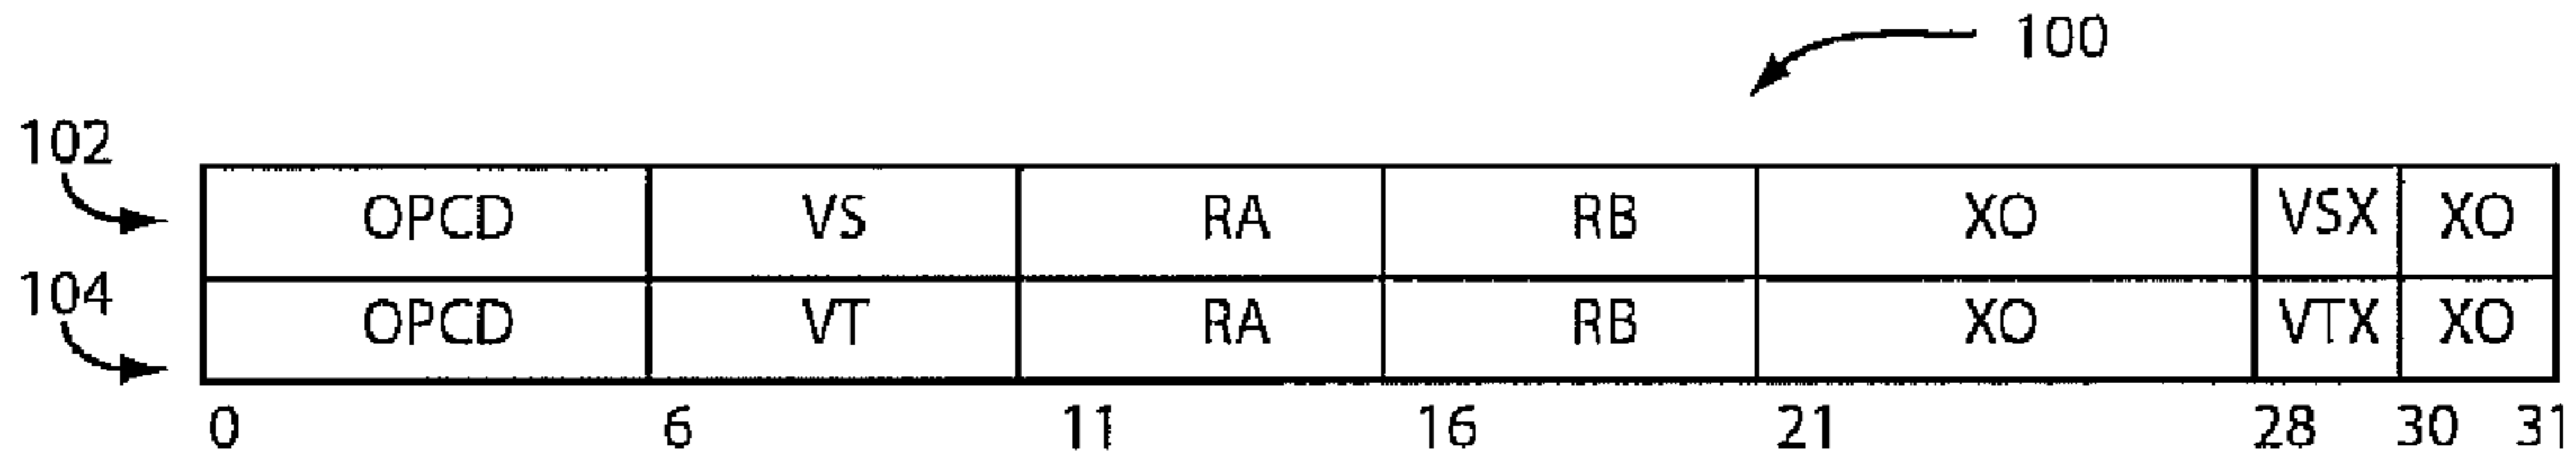 100
102
OPCD VS RA RB XO VSX XO
104
OPCD VT RA RB XO VTX XO
0 6 11 16 21 28 30 31